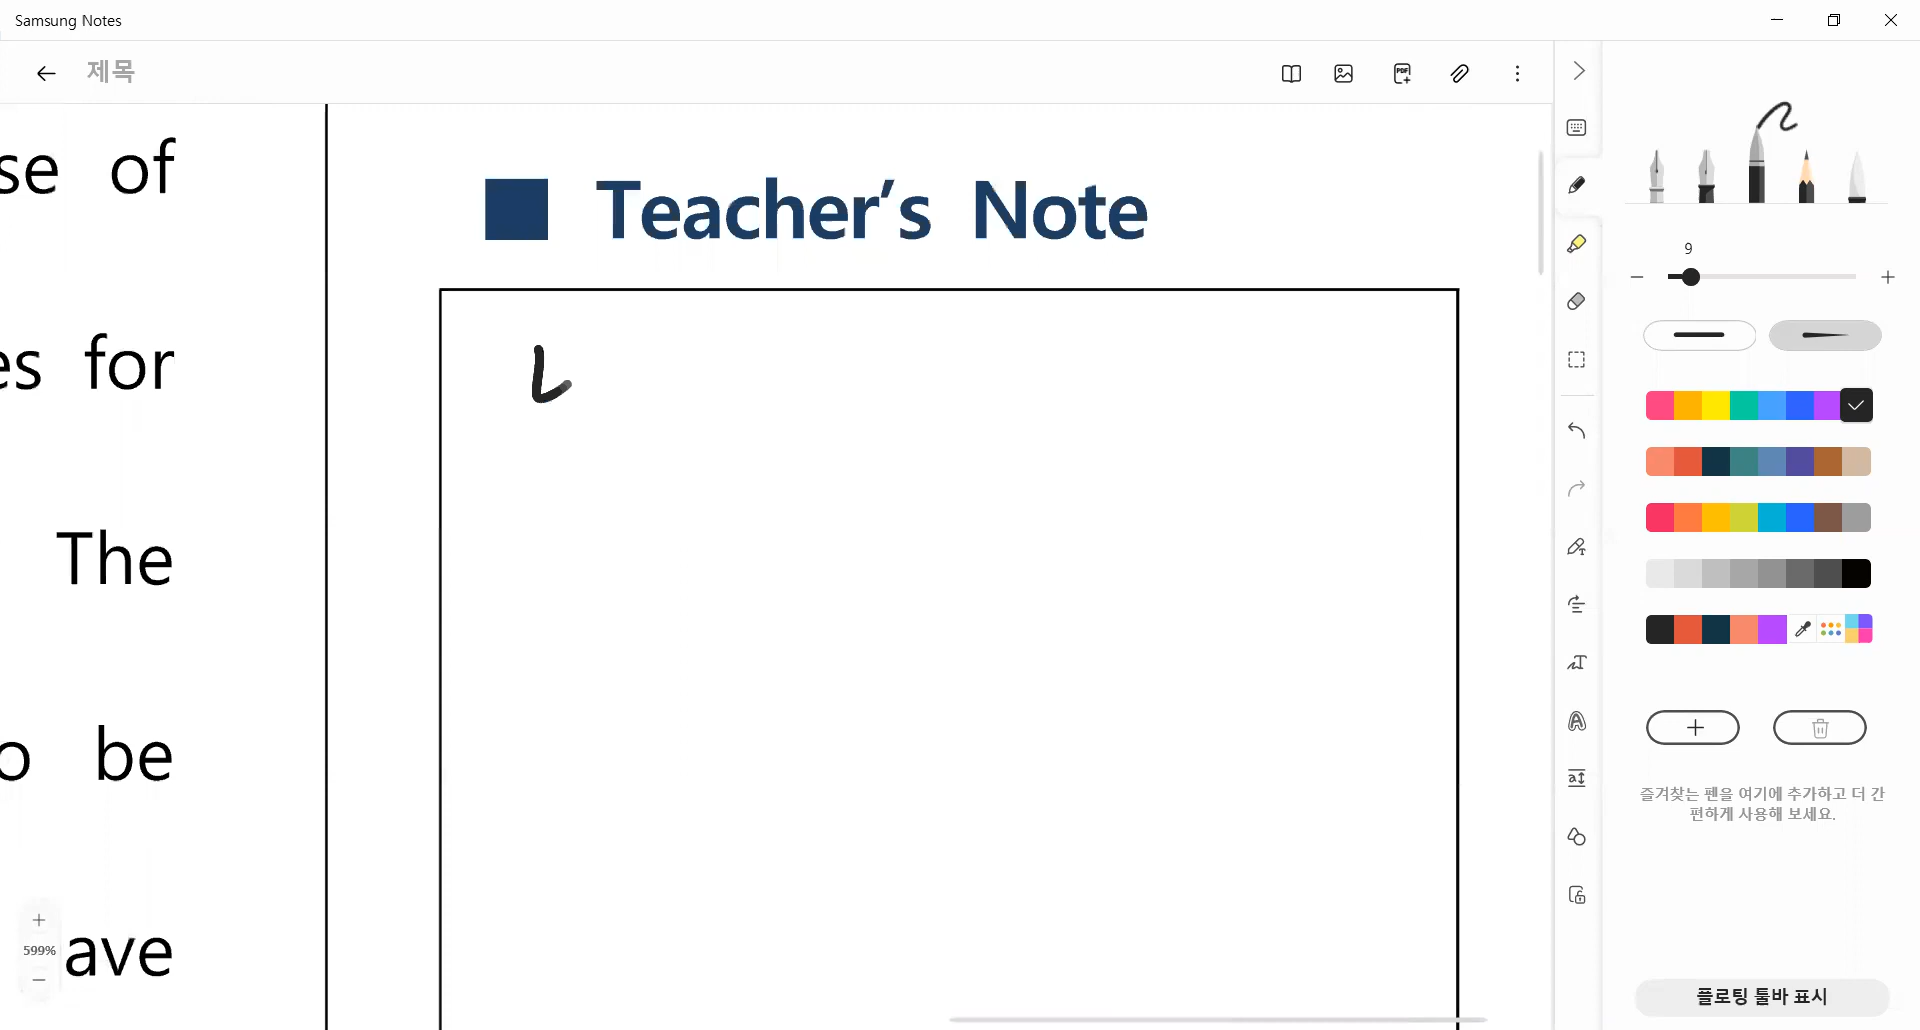 Samsung Notes
제목
se of
es for
The
o be
ave
■ Teacher's Note
L
599%
9
즐겨찾는 펜을 여기에 추가하고 더 간
편하게 사용해 보세요.
플로팅 툴바 표시